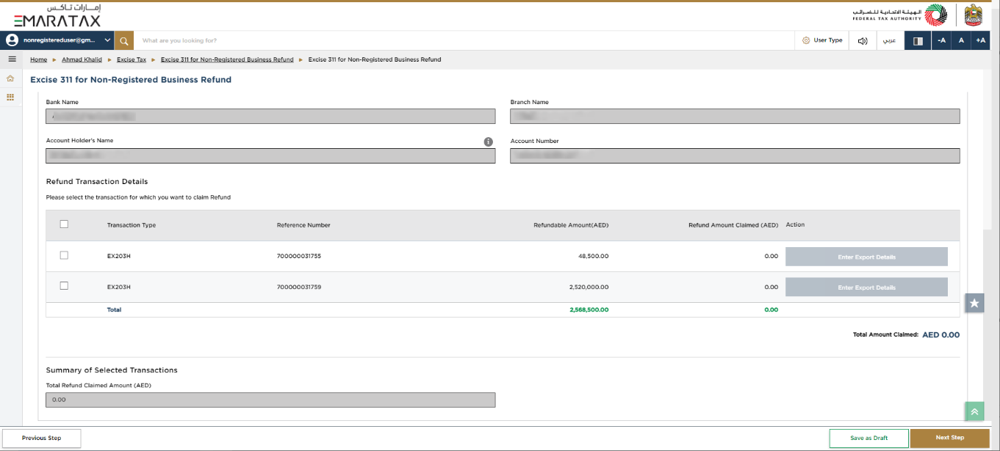 إمـارات تـاكـس
EMARATAX
الهيئة الاتحادية للضرائب
FEDERAL TAX AUTHORITY
nonregistereduser@gm...
What are you looking for?
User Type
عربي
-A
A
+A
Home ▸ Ahmad Khalid ▸ Excise Tax ▸ Excise 311 for Non-Registered Business Refund ▸ Excise 311 for Non-Registered Business Refund
Excise 311 for Non-Registered Business Refund
Bank Name
Branch Name
Account Holder's Name
Account Number
Refund Transaction Details
Please select the transaction for which you want to claim Refund
Transaction Type Reference Number Refundable Amount(AED) Refund Amount Claimed (AED) Action
EX203H 700000031755 48,500.00 0.00 Enter Export Details
EX203H 700000031759 2,520,000.00 0.00 Enter Export Details
Total 2,568,500.00 0.00
Total Amount Claimed: AED 0.00
Summary of Selected Transactions
Total Refund Claimed Amount (AED)
0.00
Previous Step
Save as Draft
Next Step